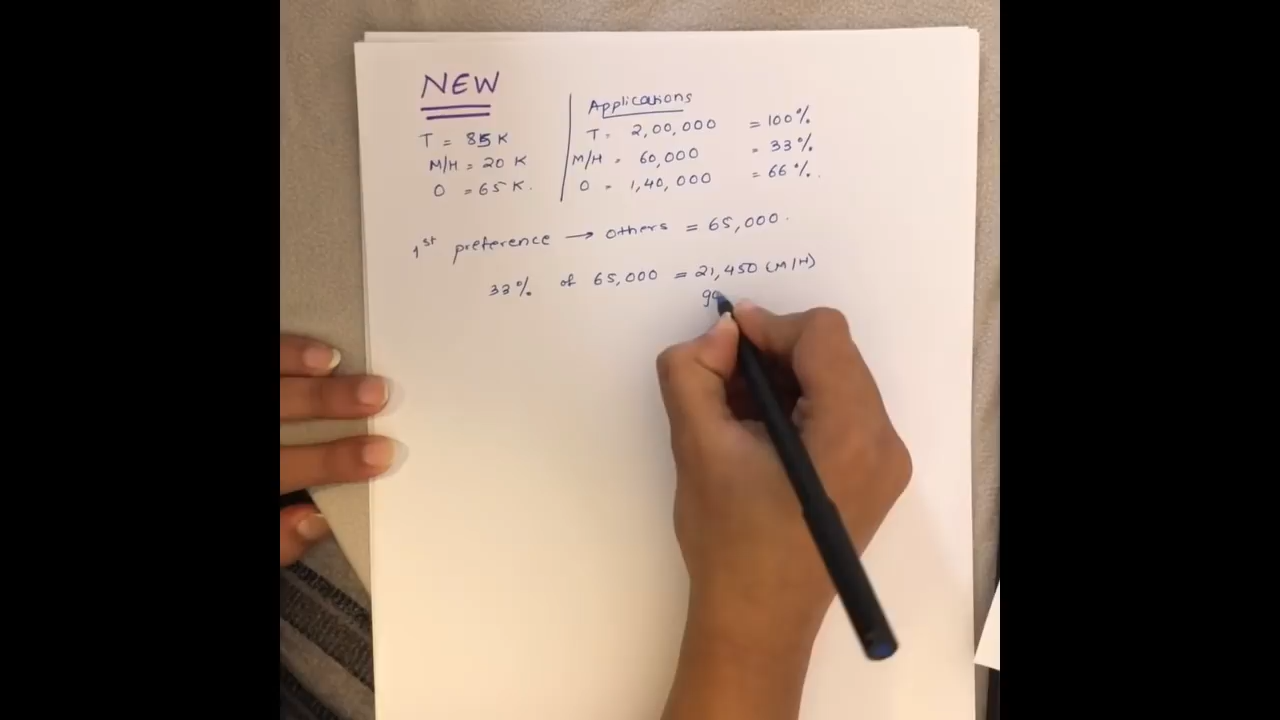 NEW
T = 85 K
M/H = 20 K
O = 65 K.
Applications
T = 2,00,000 = 100%
M/H = 60,000 = 33%
O = 1,40,000 = 66%.
1st preference → others = 65,000.
33% of 65,000 = 21,450 (M/H)